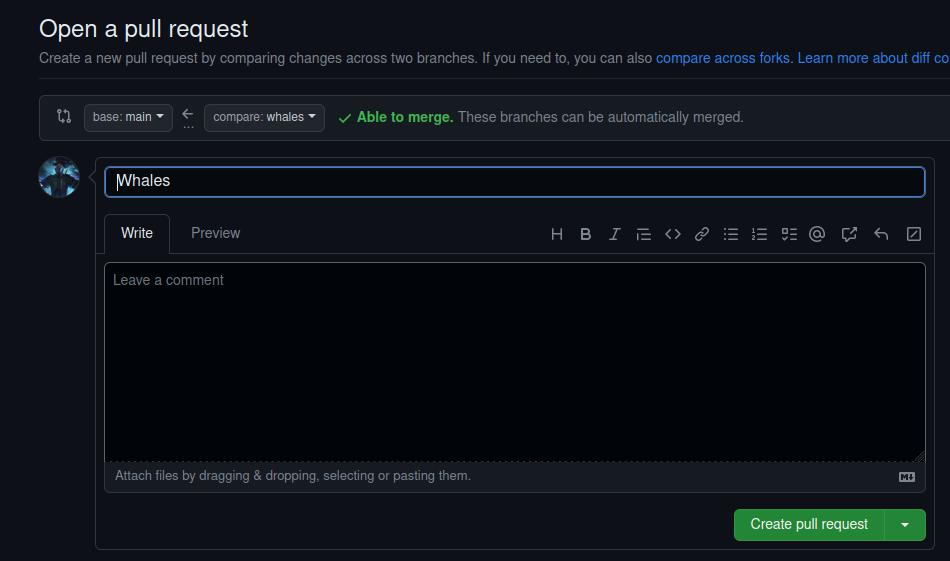 Open a pull request
Create a new pull request by comparing changes across two branches. If you need to, you can also compare across forks. Learn more about diff co
base: main ← ... compare: whales ✓ Able to merge. These branches can be automatically merged.
Whales
Write Preview
Leave a comment
Attach files by dragging & dropping, selecting or pasting them.
Create pull request